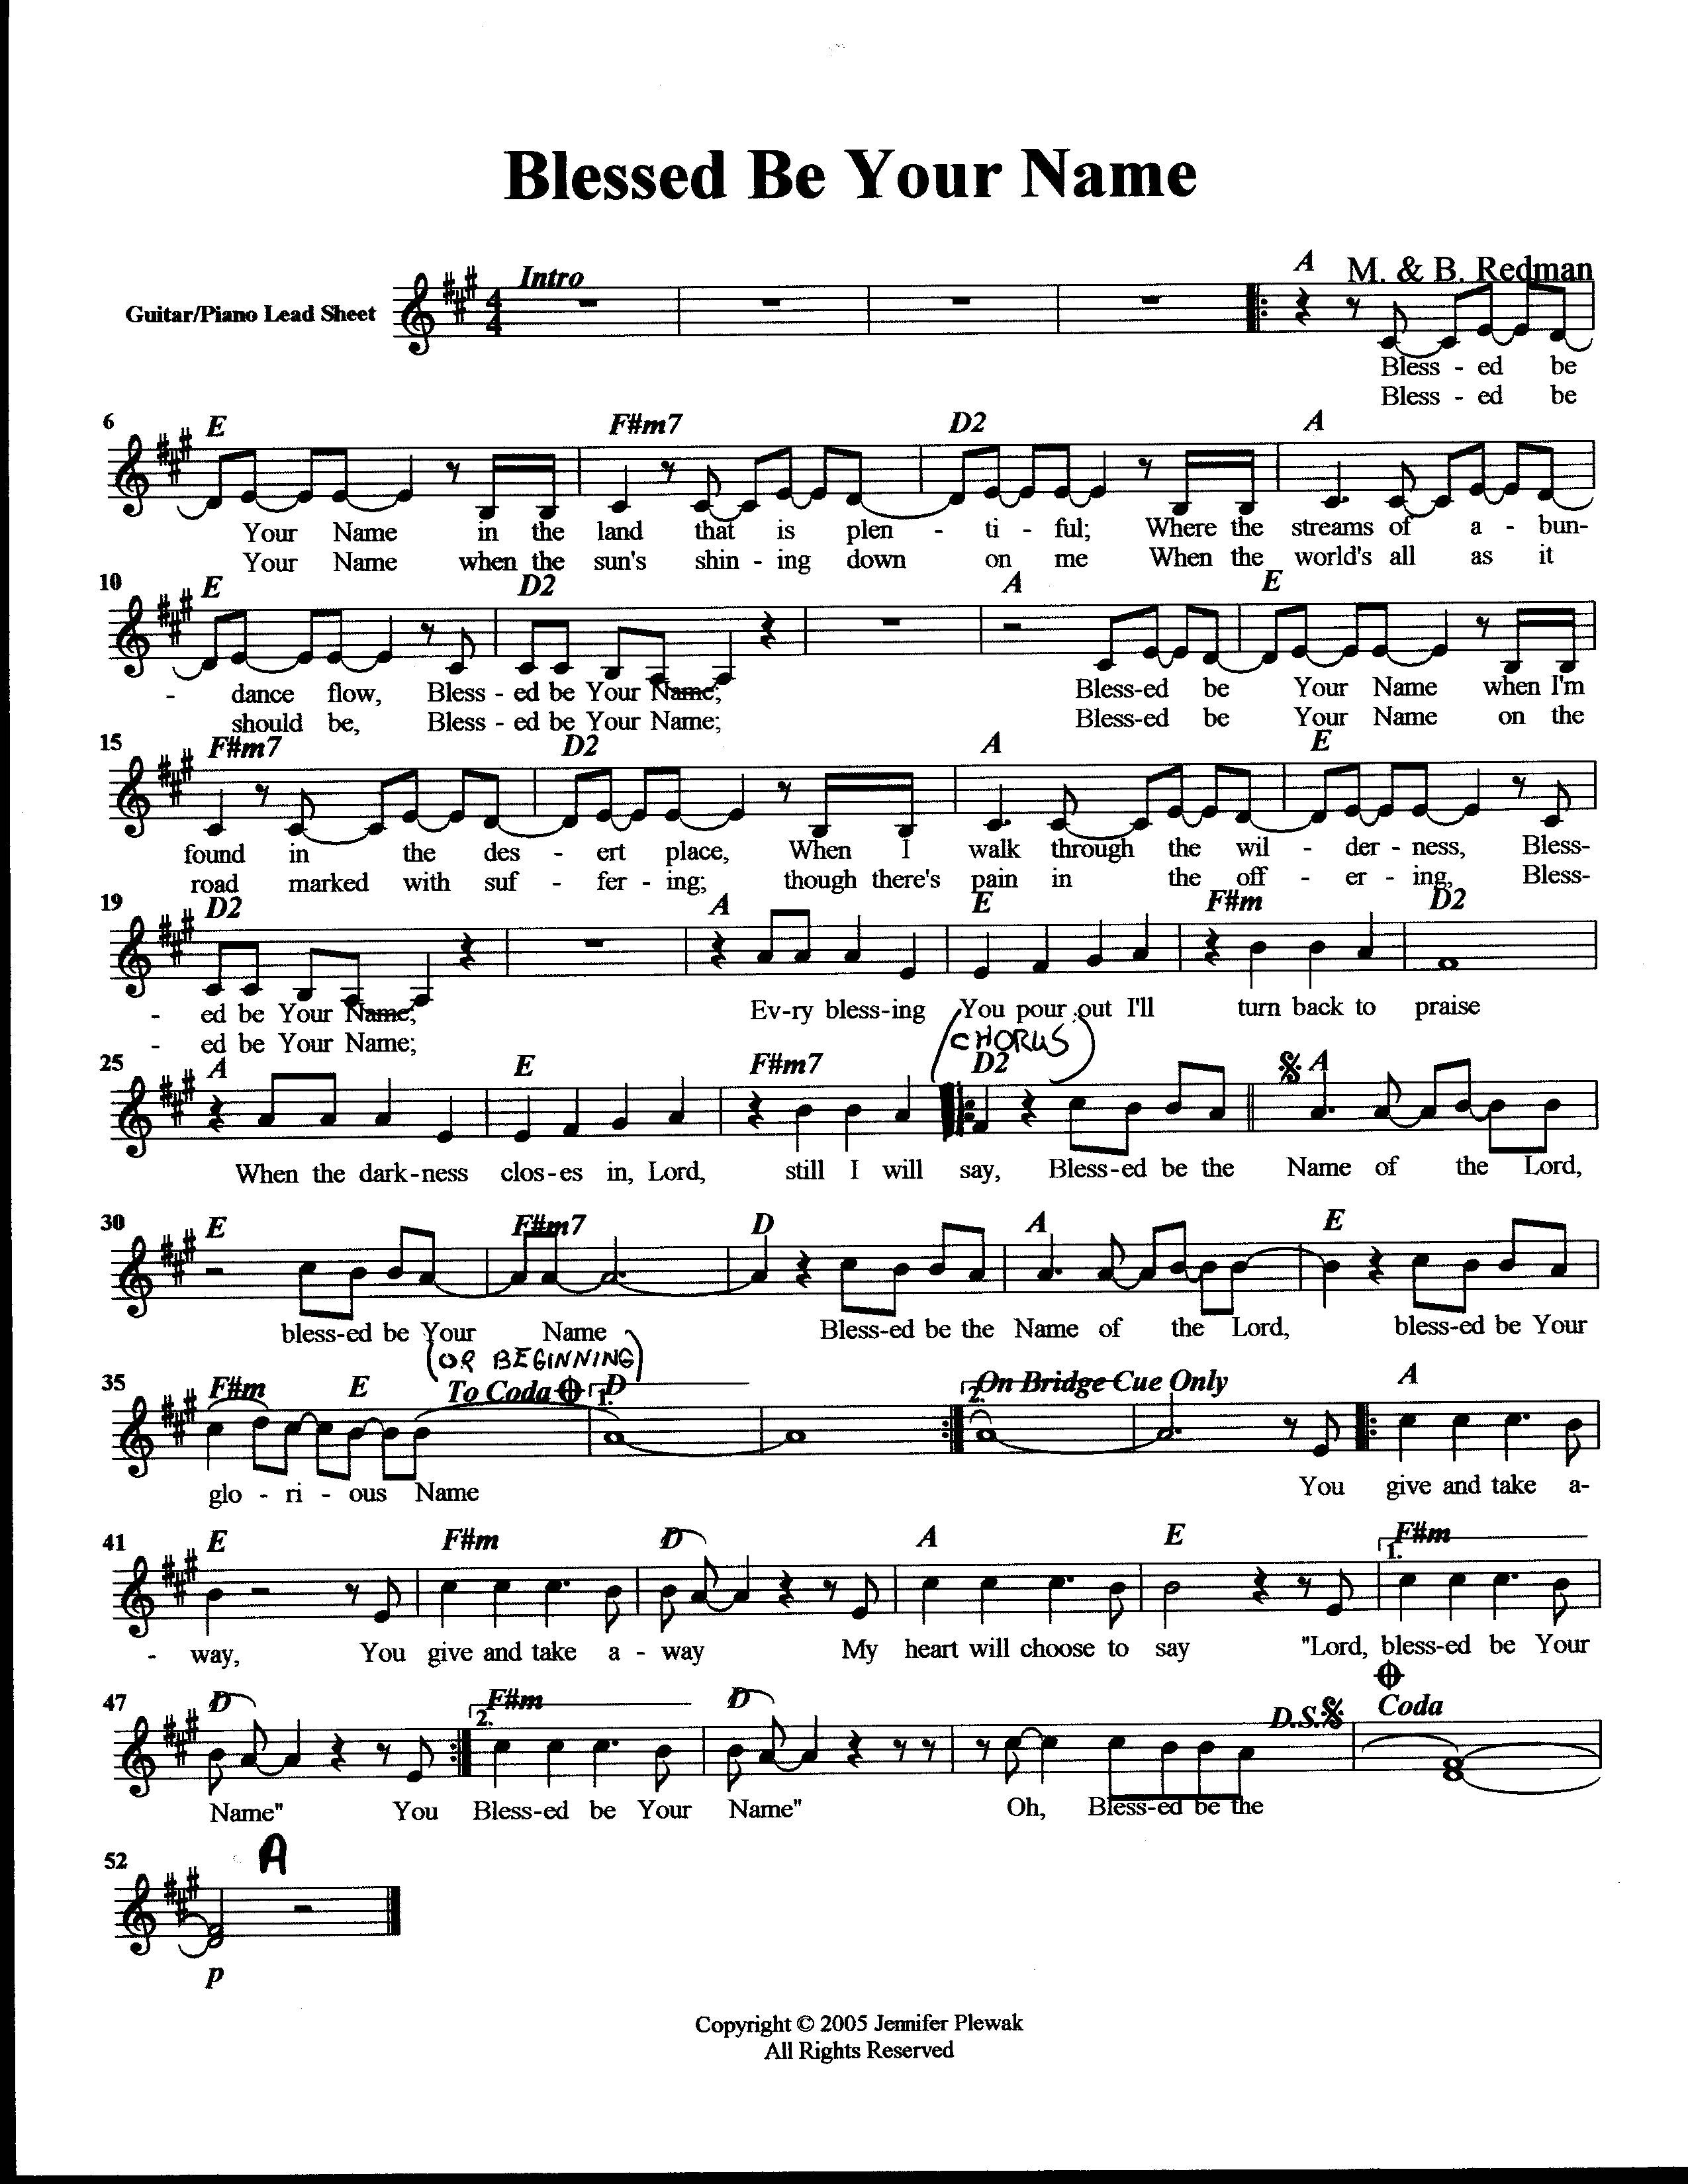 Blessed Be Your Name
M. & B. Redman
Guitar/Piano Lead Sheet
Intro A
Bless - ed be
Bless - ed be
6 E F#m7 D2 A
Your Name in the land that is plen - ti - ful; Where the streams of a - bun-
Your Name when the sun's shin - ing down on me When the world's all as it
10 E D2 A E
- dance flow, Bless - ed be Your Name; Bless-ed be Your Name when I'm
should be, Bless - ed be Your Name; Bless-ed be Your Name on the
15 F#m7 D2 A E
found in the des - ert place, When I walk through the wil - der - ness, Bless-
road marked with suf - fer - ing; though there's pain in the off - er - ing, Bless-
19 D2 A E F#m D2
- ed be Your Name; Ev-ry bless-ing You pour out I'll turn back to praise
- ed be Your Name;
(CHORUS)
25 A E F#m7 D2 A
When the dark-ness clos-es in, Lord, still I will say, Bless-ed be the Name of the Lord,
30 E F#m7 D A E
bless-ed be Your Name Bless-ed be the Name of the Lord, bless-ed be Your
(OR BEGINNING)
35 F#m E To Coda 1. D 2. On Bridge Cue Only A
glo - ri - ous Name You give and take a-
41 E F#m D A E 1. F#m
- way, You give and take a - way My heart will choose to say "Lord, bless-ed be Your
47 D 2. F#m D D.S. Coda
Name" You Bless-ed be Your Name" Oh, Bless-ed be the
52 A
p
Copyright © 2005 Jennifer Plewak
All Rights Reserved